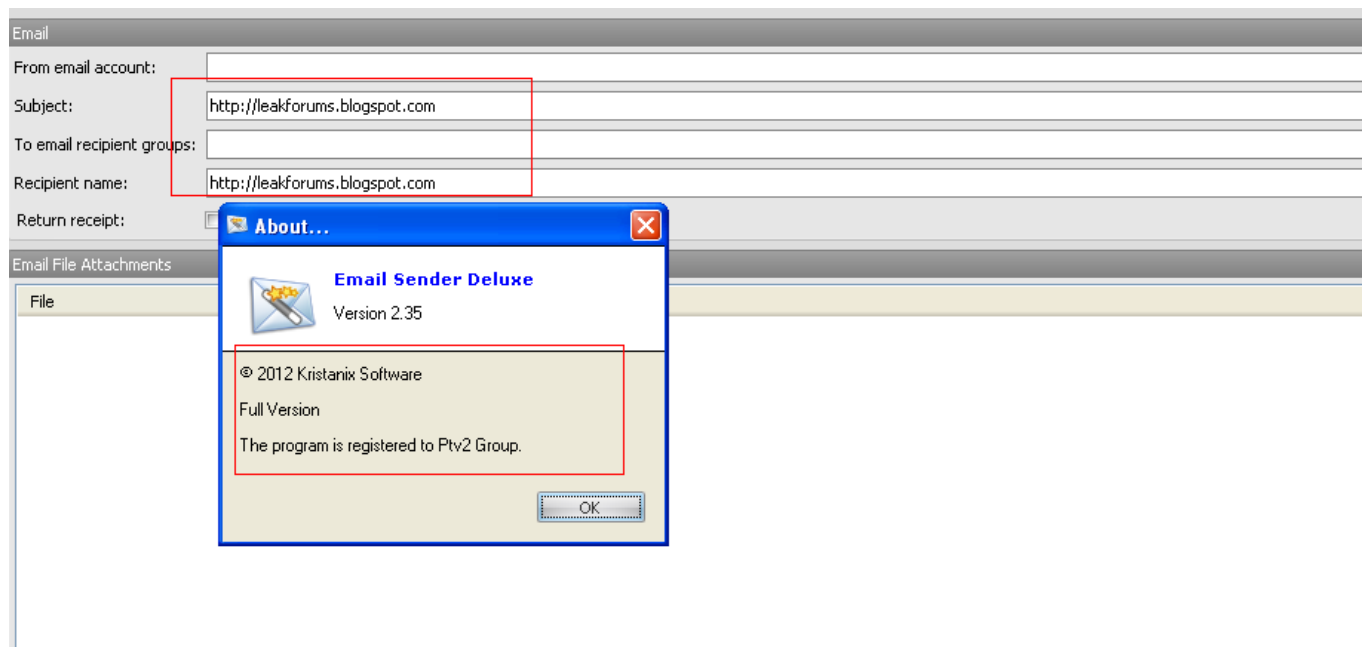 Email
From email account:
Subject: http://leakforums.blogspot.com
To email recipient groups:
Recipient name: http://leakforums.blogspot.com
Return receipt:
About...
Email Sender Deluxe
Version 2.35
© 2012 Kristanix Software
Full Version
The program is registered to Ptv2 Group.
OK
Email File Attachments
File